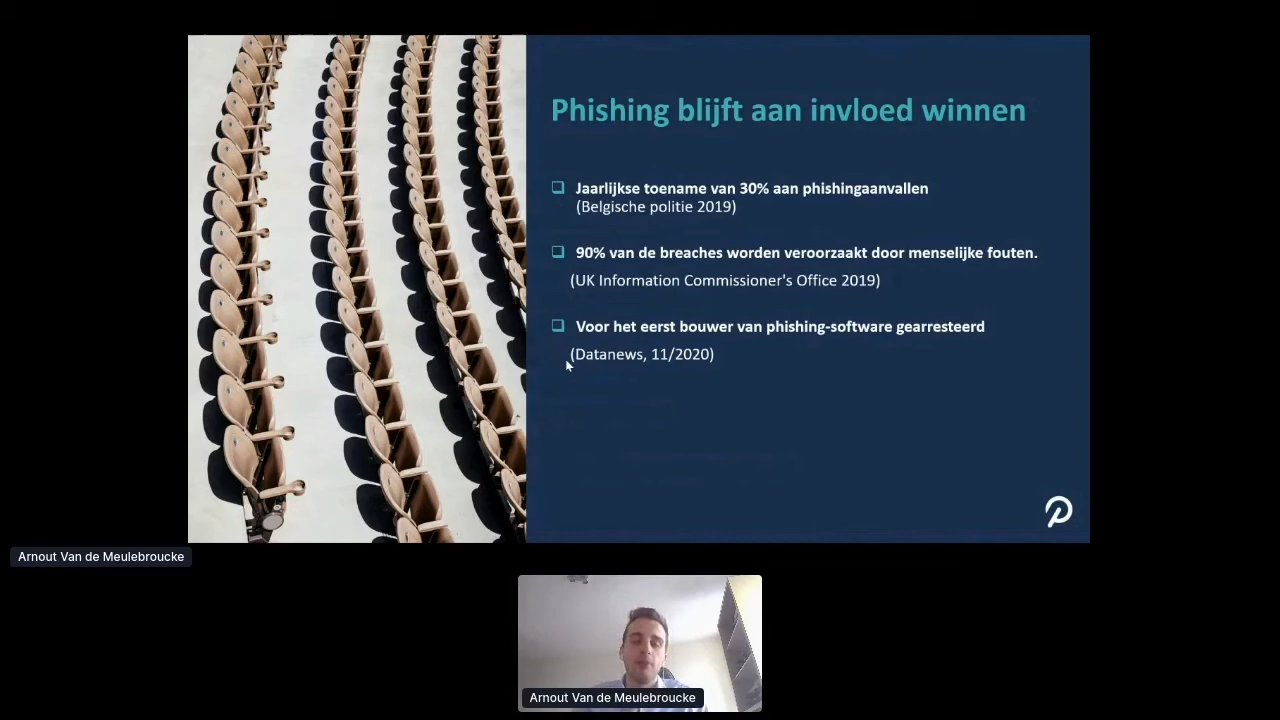 Phishing blijft aan invloed winnen
Jaarlijkse toename van 30% aan phishingaanvallen
(Belgische politie 2019)
90% van de breaches worden veroorzaakt door menselijke fouten.
(UK Information Commissioner's Office 2019)
Voor het eerst bouwer van phishing-software gearresteerd
(Datanews, 11/2020)
Arnout Van de Meulebroucke
Arnout Van de Meulebroucke